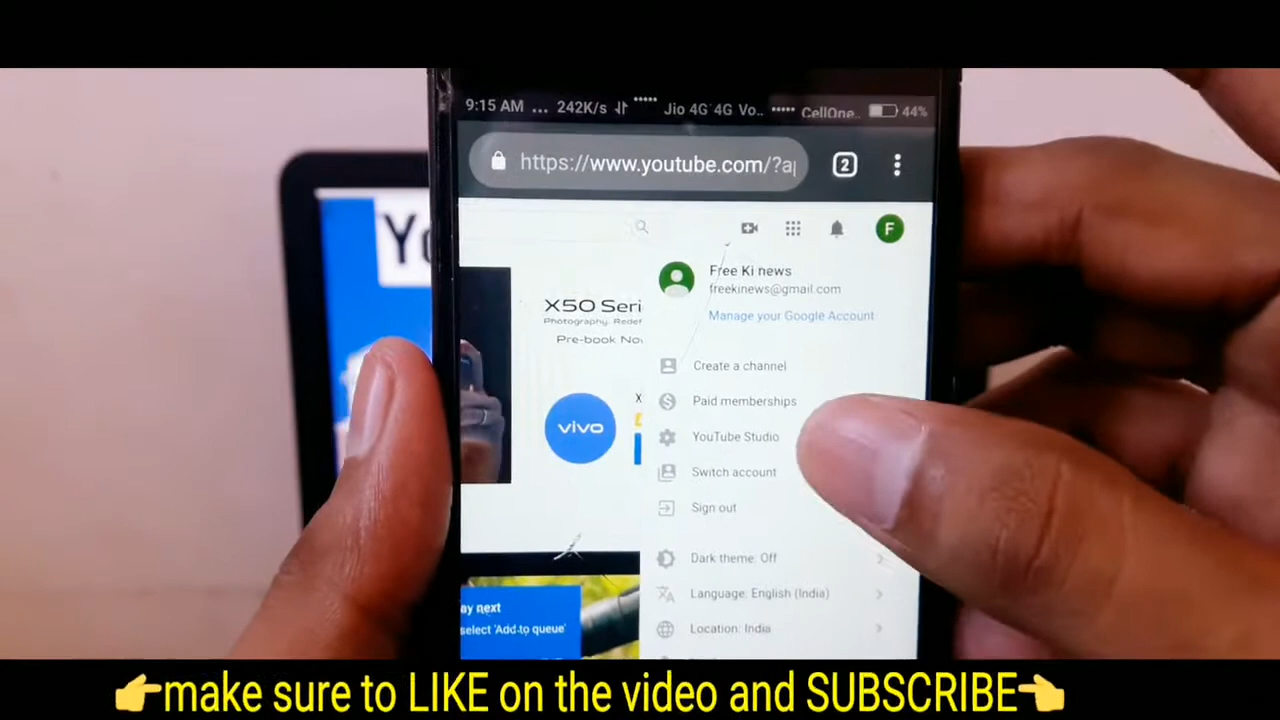 9:15 AM ... 242K/s Jio 4G 4G Vo.. CellOne.. 44%
https://www.youtube.com/?a
2
F
Free Ki news
freekinews@gmail.com
Manage your Google Account
Create a channel
Paid memberships
YouTube Studio
Switch account
Sign out
Dark theme: Off
Language: English (India)
Location: India
X50 Seri
Photography. Redef
Pre-book Nov
vivo
X
ay next
select 'Add to queue'
Yo
👉make sure to LIKE on the video and SUBSCRIBE👈